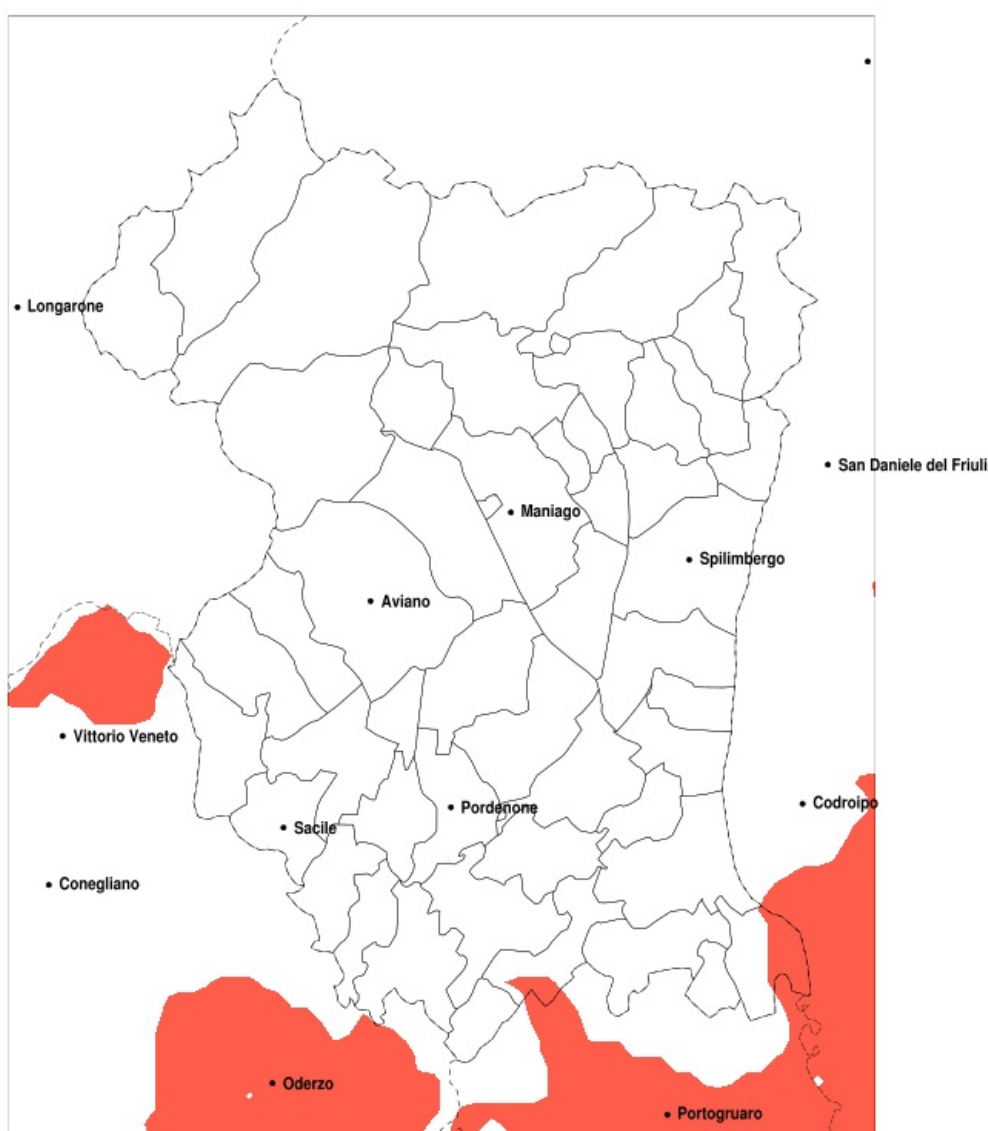 Longarone
San Daniele del Friuli
Maniago
Spilimbergo
Aviano
Vittorio Veneto
Codroipo
Pordenone
Sacile
Conegliano
Oderzo
Portogruaro